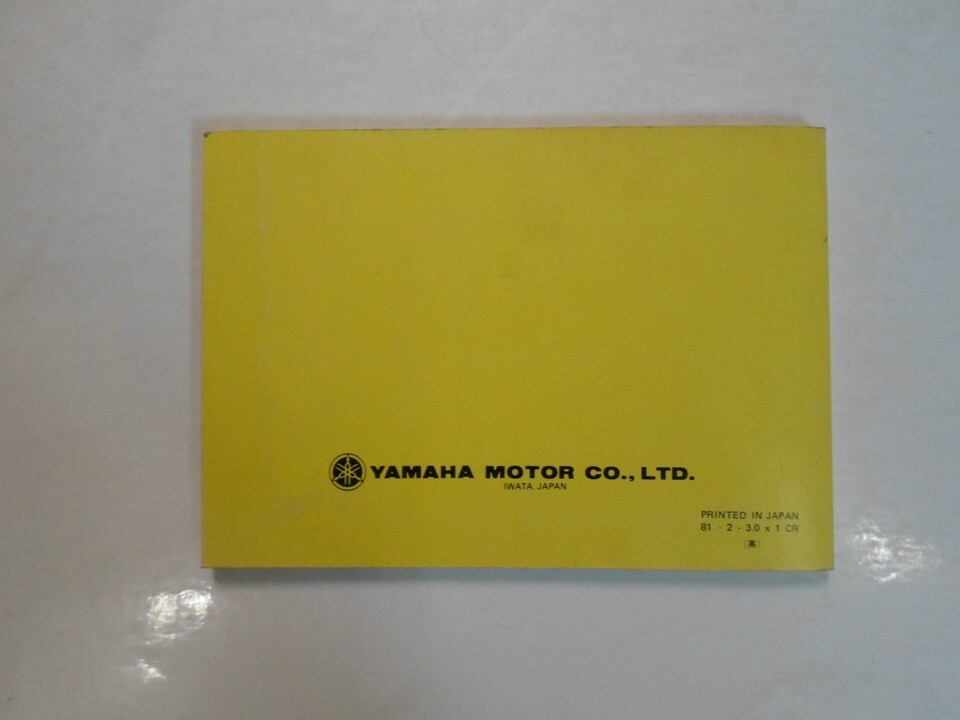 YAMAHA MOTOR CO., LTD.
IWATA, JAPAN
PRINTED IN JAPAN
81 - 2 - 3.0 x 1 CR
[英]